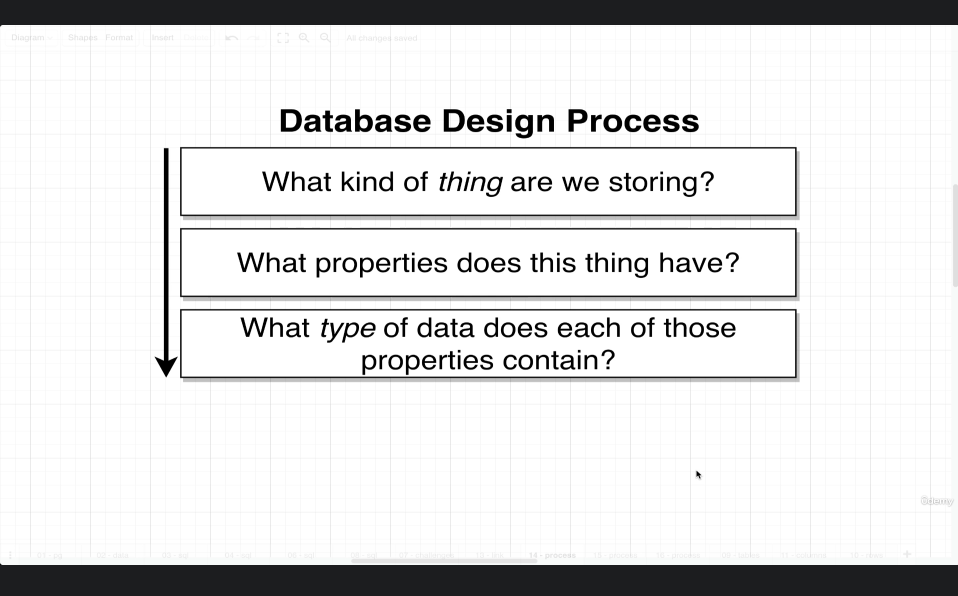 Diagram Shapes Format Insert All changes saved
Database Design Process
What kind of thing are we storing?
What properties does this thing have?
What type of data does each of those
properties contain?
Udemy
14 - process